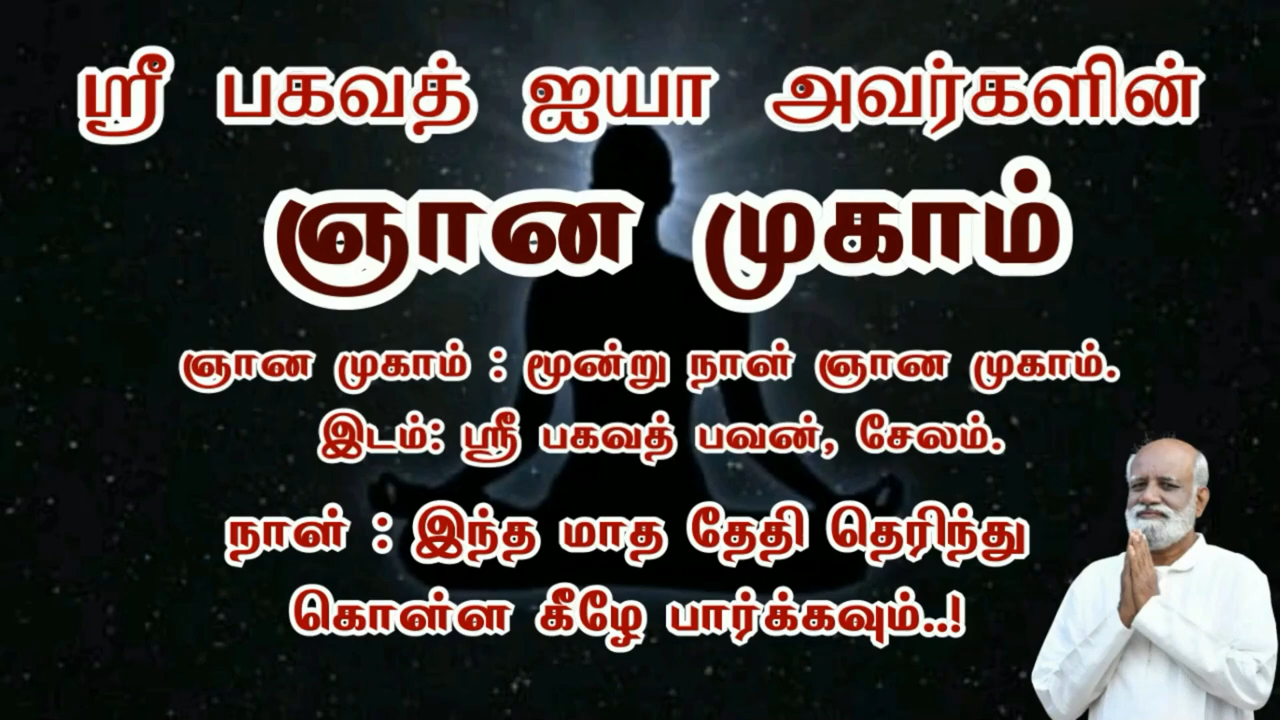 ஸ்ரீ பகவத் ஐயா அவர்களின்
ஞான முகாம்
ஞான முகாம் : மூன்று நாள் ஞான முகாம்.
இடம்: ஸ்ரீ பகவத் பவன், சேலம்.
நாள் : இந்த மாத தேதி தெரிந்து
கொள்ள கீழே பார்க்கவும்..!